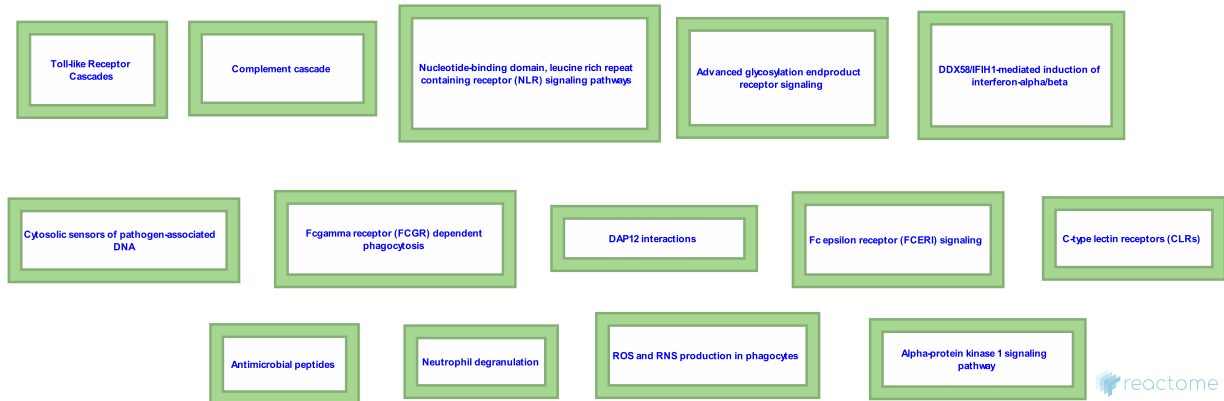 Toll-like Receptor
Cascades
Complement cascade
Nucleotide-binding domain, leucine rich repeat
containing receptor (NLR) signaling pathways
Advanced glycosylation endproduct
receptor signaling
DDX58/IFIH1-mediated induction of
interferon-alpha/beta
Cytosolic sensors of pathogen-associated
DNA
Fcgamma receptor (FCGR) dependent
phagocytosis
DAP12 interactions
Fc epsilon receptor (FCERI) signaling
C-type lectin receptors (CLRs)
Antimicrobial peptides
Neutrophil degranulation
ROS and RNS production in phagocytes
Alpha-protein kinase 1 signaling
pathway
reactome